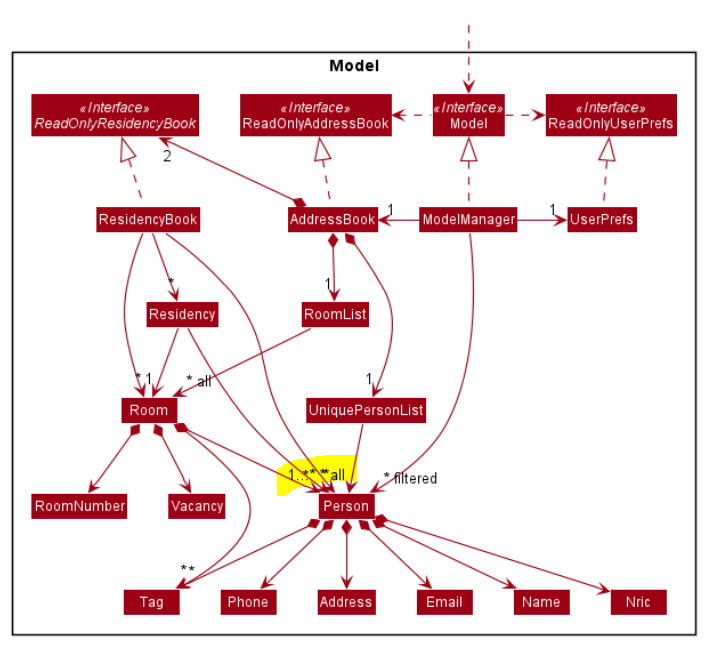 Model
«Interface»
ReadOnlyResidencyBook
«Interface»
ReadOnlyAddressBook
«Interface»
Model
«Interface»
ReadOnlyUserPrefs
2
ResidencyBook
AddressBook
1
ModelManager
1
UserPrefs
*
1
Residency
RoomList
* 1
* all
1
Room
UniquePersonList
1...** **all
* filtered
RoomNumber
Vacancy
Person
**
Tag
Phone
Address
Email
Name
Nric